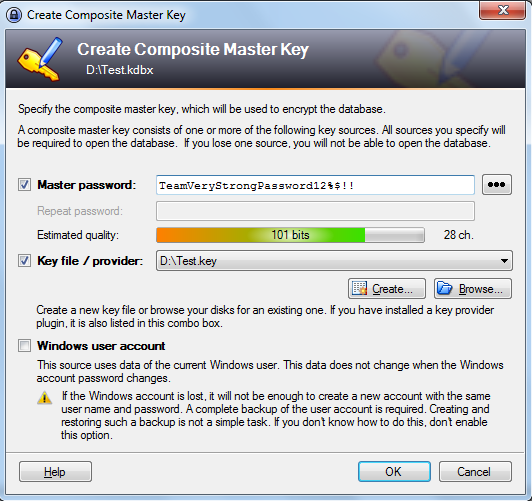 Create Composite Master Key
Create Composite Master Key
D:\Test.kdbx
Specify the composite master key, which will be used to encrypt the database.
A composite master key consists of one or more of the following key sources. All sources you specify will
be required to open the database. If you lose one source, you will not be able to open the database.
Master password: TeamVeryStrongPassword12%$!!
Repeat password:
Estimated quality: 101 bits 28 ch.
Key file / provider: D:\Test.key
Create... Browse...
Create a new key file or browse your disks for an existing one. If you have installed a key provider
plugin, it is also listed in this combo box.
Windows user account
This source uses data of the current Windows user. This data does not change when the Windows
account password changes.
If the Windows account is lost, it will not be enough to create a new account with the same
user name and password. A complete backup of the user account is required. Creating and
restoring such a backup is not a simple task. If you don't know how to do this, don't enable
this option.
Help OK Cancel